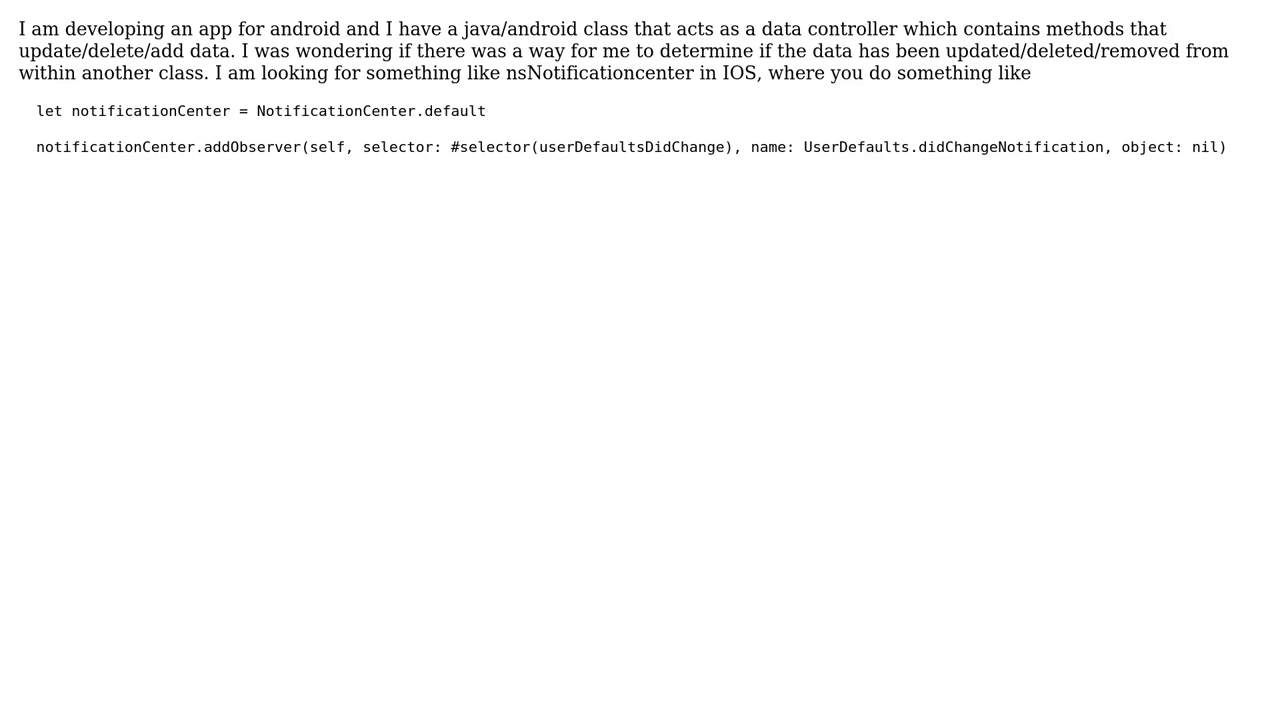 I am developing an app for android and I have a java/android class that acts as a data controller which contains methods that
update/delete/add data. I was wondering if there was a way for me to determine if the data has been updated/deleted/removed from
within another class. I am looking for something like nsNotificationcenter in IOS, where you do something like
let notificationCenter = NotificationCenter.default
notificationCenter.addObserver(self, selector: #selector(userDefaultsDidChange), name: UserDefaults.didChangeNotification, object: nil)